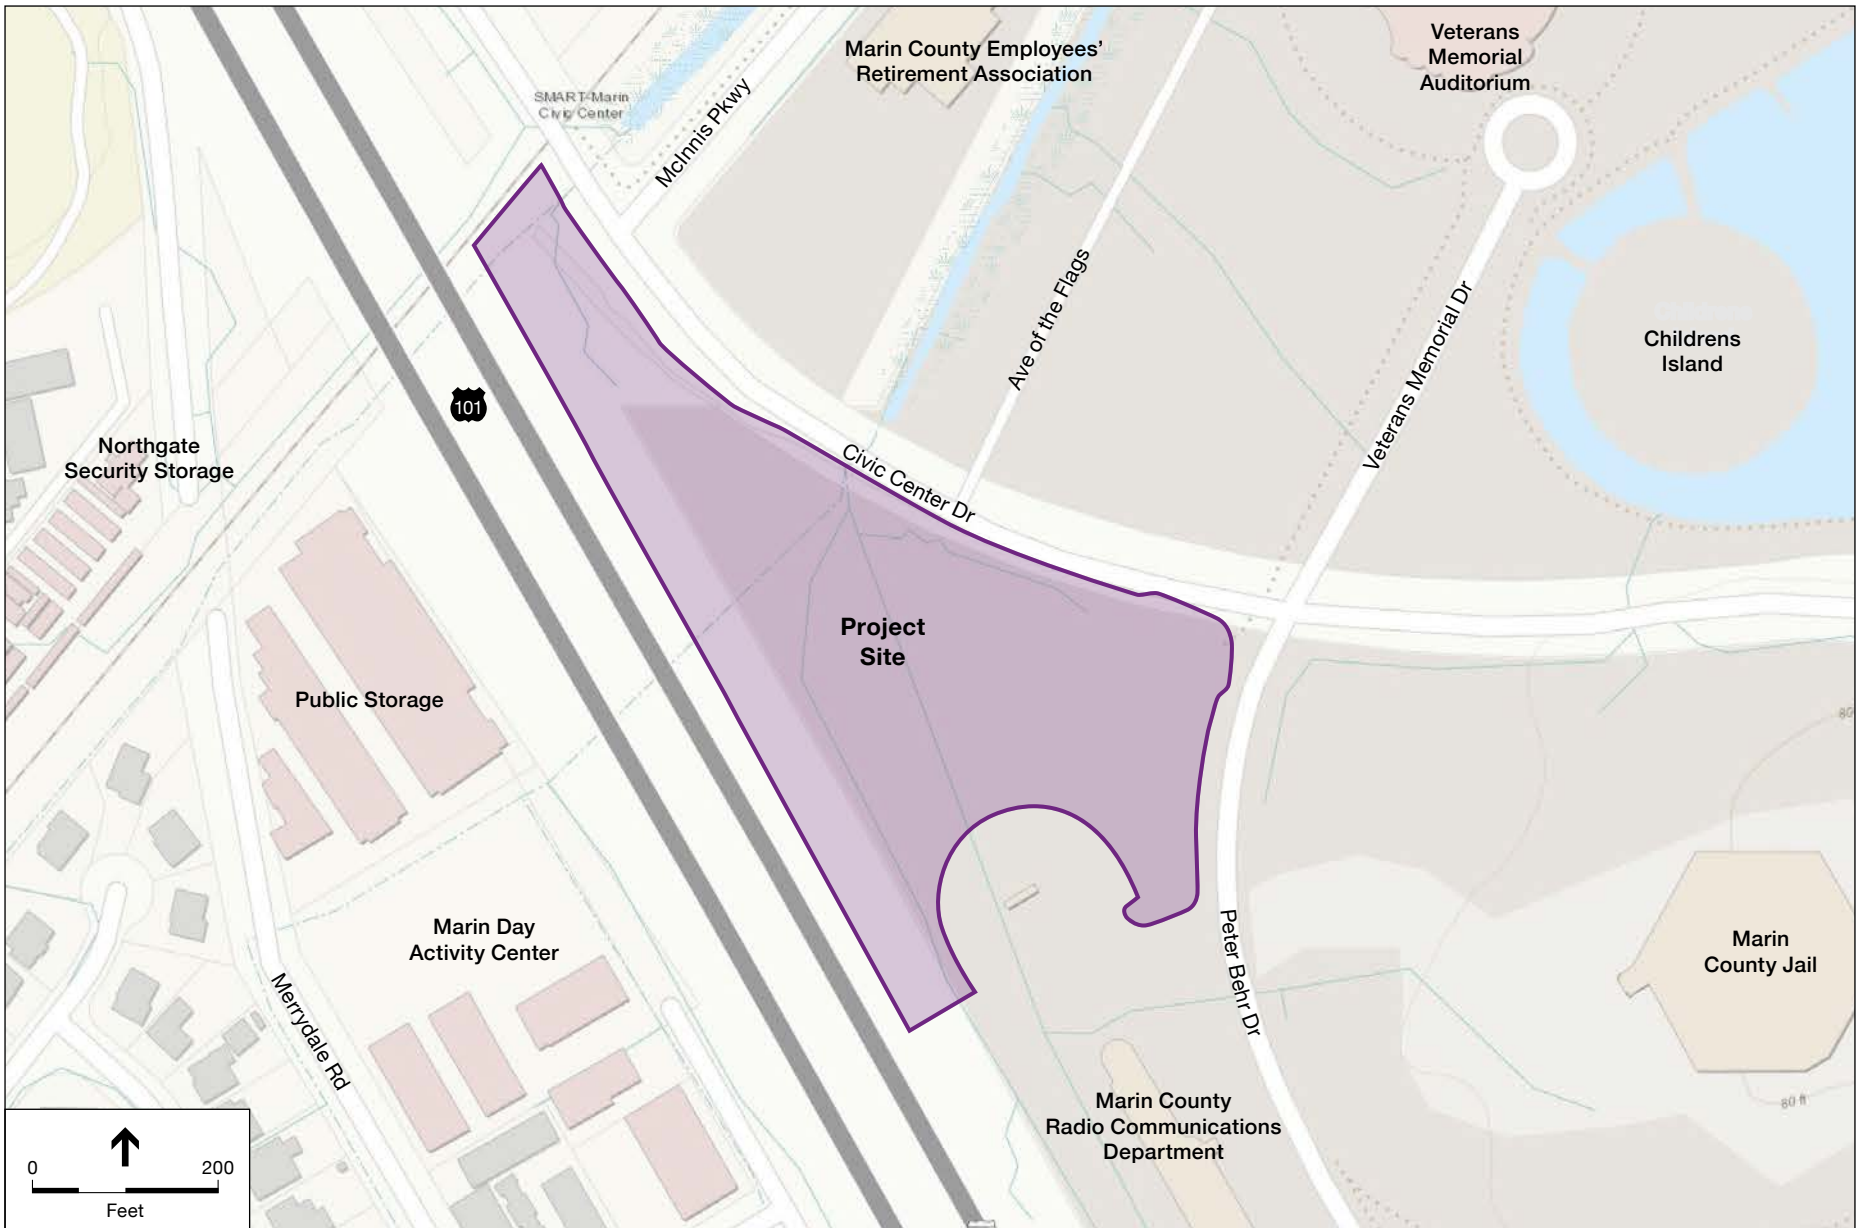 Marin County Employees'
Retirement Association
Veterans
Memorial
Auditorium
SMART-Marin
Civic Center
McInnis Pkwy
Ave of the Flags
Veterans Memorial Dr
Childrens
Island
101
Northgate
Security Storage
Civic Center Dr
Project
Site
Public Storage
80
Marin Day
Activity Center
Merrydale Rd
Peter Behr Dr
Marin
County Jail
80 ft
Marin County
Radio Communications
Department
0 200
Feet